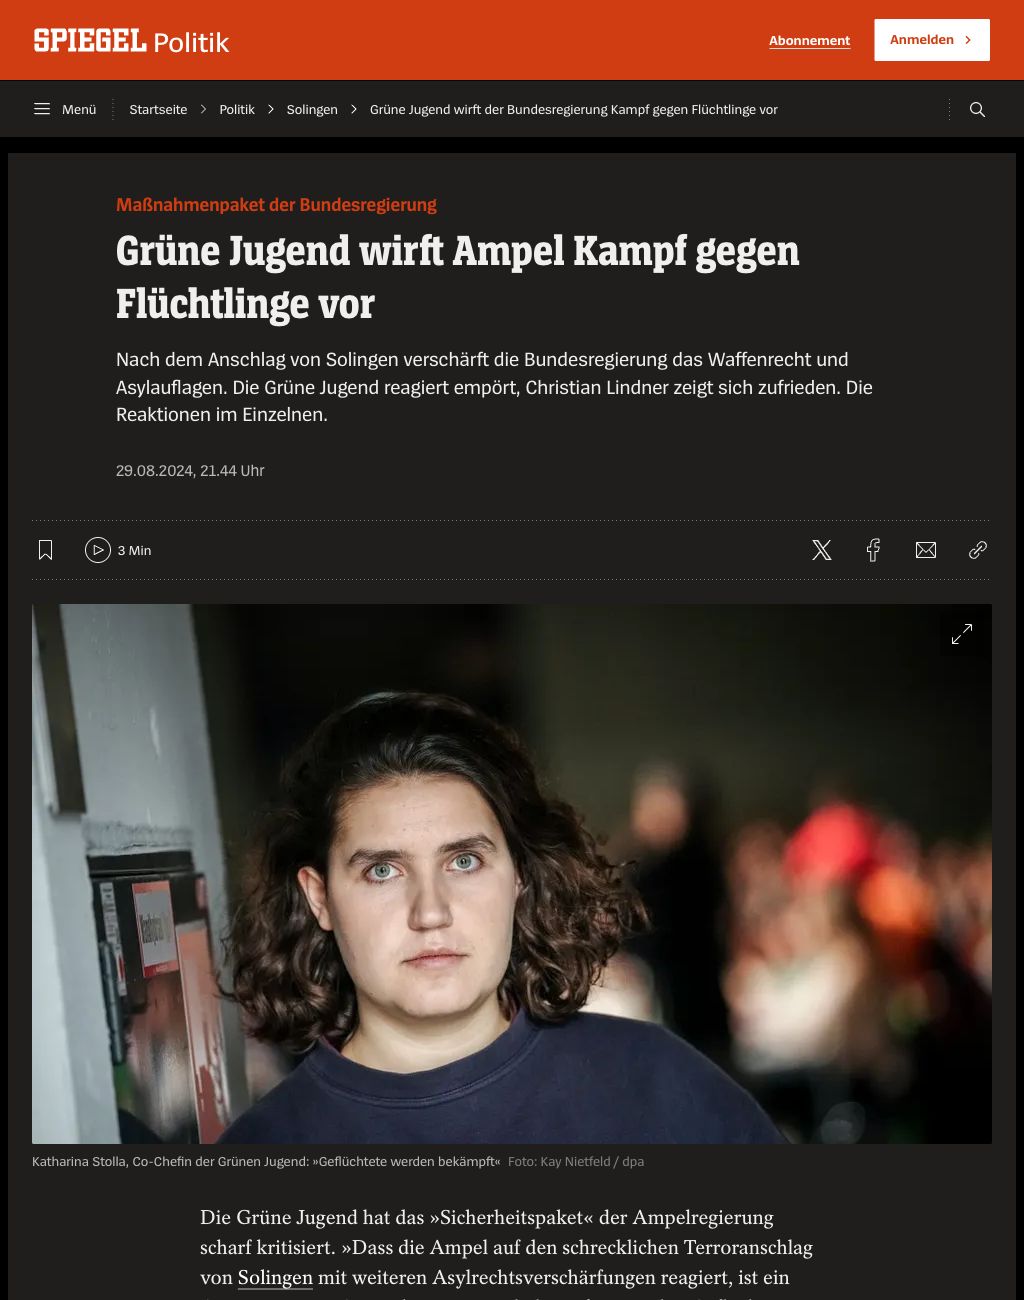 SPIEGEL Politik
Abonnement
Anmelden
Menü
Startseite
Politik
Solingen
Grüne Jugend wirft der Bundesregierung Kampf gegen Flüchtlinge vor
Maßnahmenpaket der Bundesregierung
Grüne Jugend wirft Ampel Kampf gegen
Flüchtlinge vor
Nach dem Anschlag von Solingen verschärft die Bundesregierung das Waffenrecht und
Asylauflagen. Die Grüne Jugend reagiert empört, Christian Lindner zeigt sich zufrieden. Die
Reaktionen im Einzelnen.
29.08.2024, 21.44 Uhr
3 Min
Katharina Stolla, Co-Chefin der Grünen Jugend: »Geflüchtete werden bekämpft« Foto: Kay Nietfeld / dpa
Die Grüne Jugend hat das »Sicherheitspaket« der Ampelregierung
scharf kritisiert. »Dass die Ampel auf den schrecklichen Terroranschlag
von Solingen mit weiteren Asylrechtsverschärfungen reagiert, ist ein